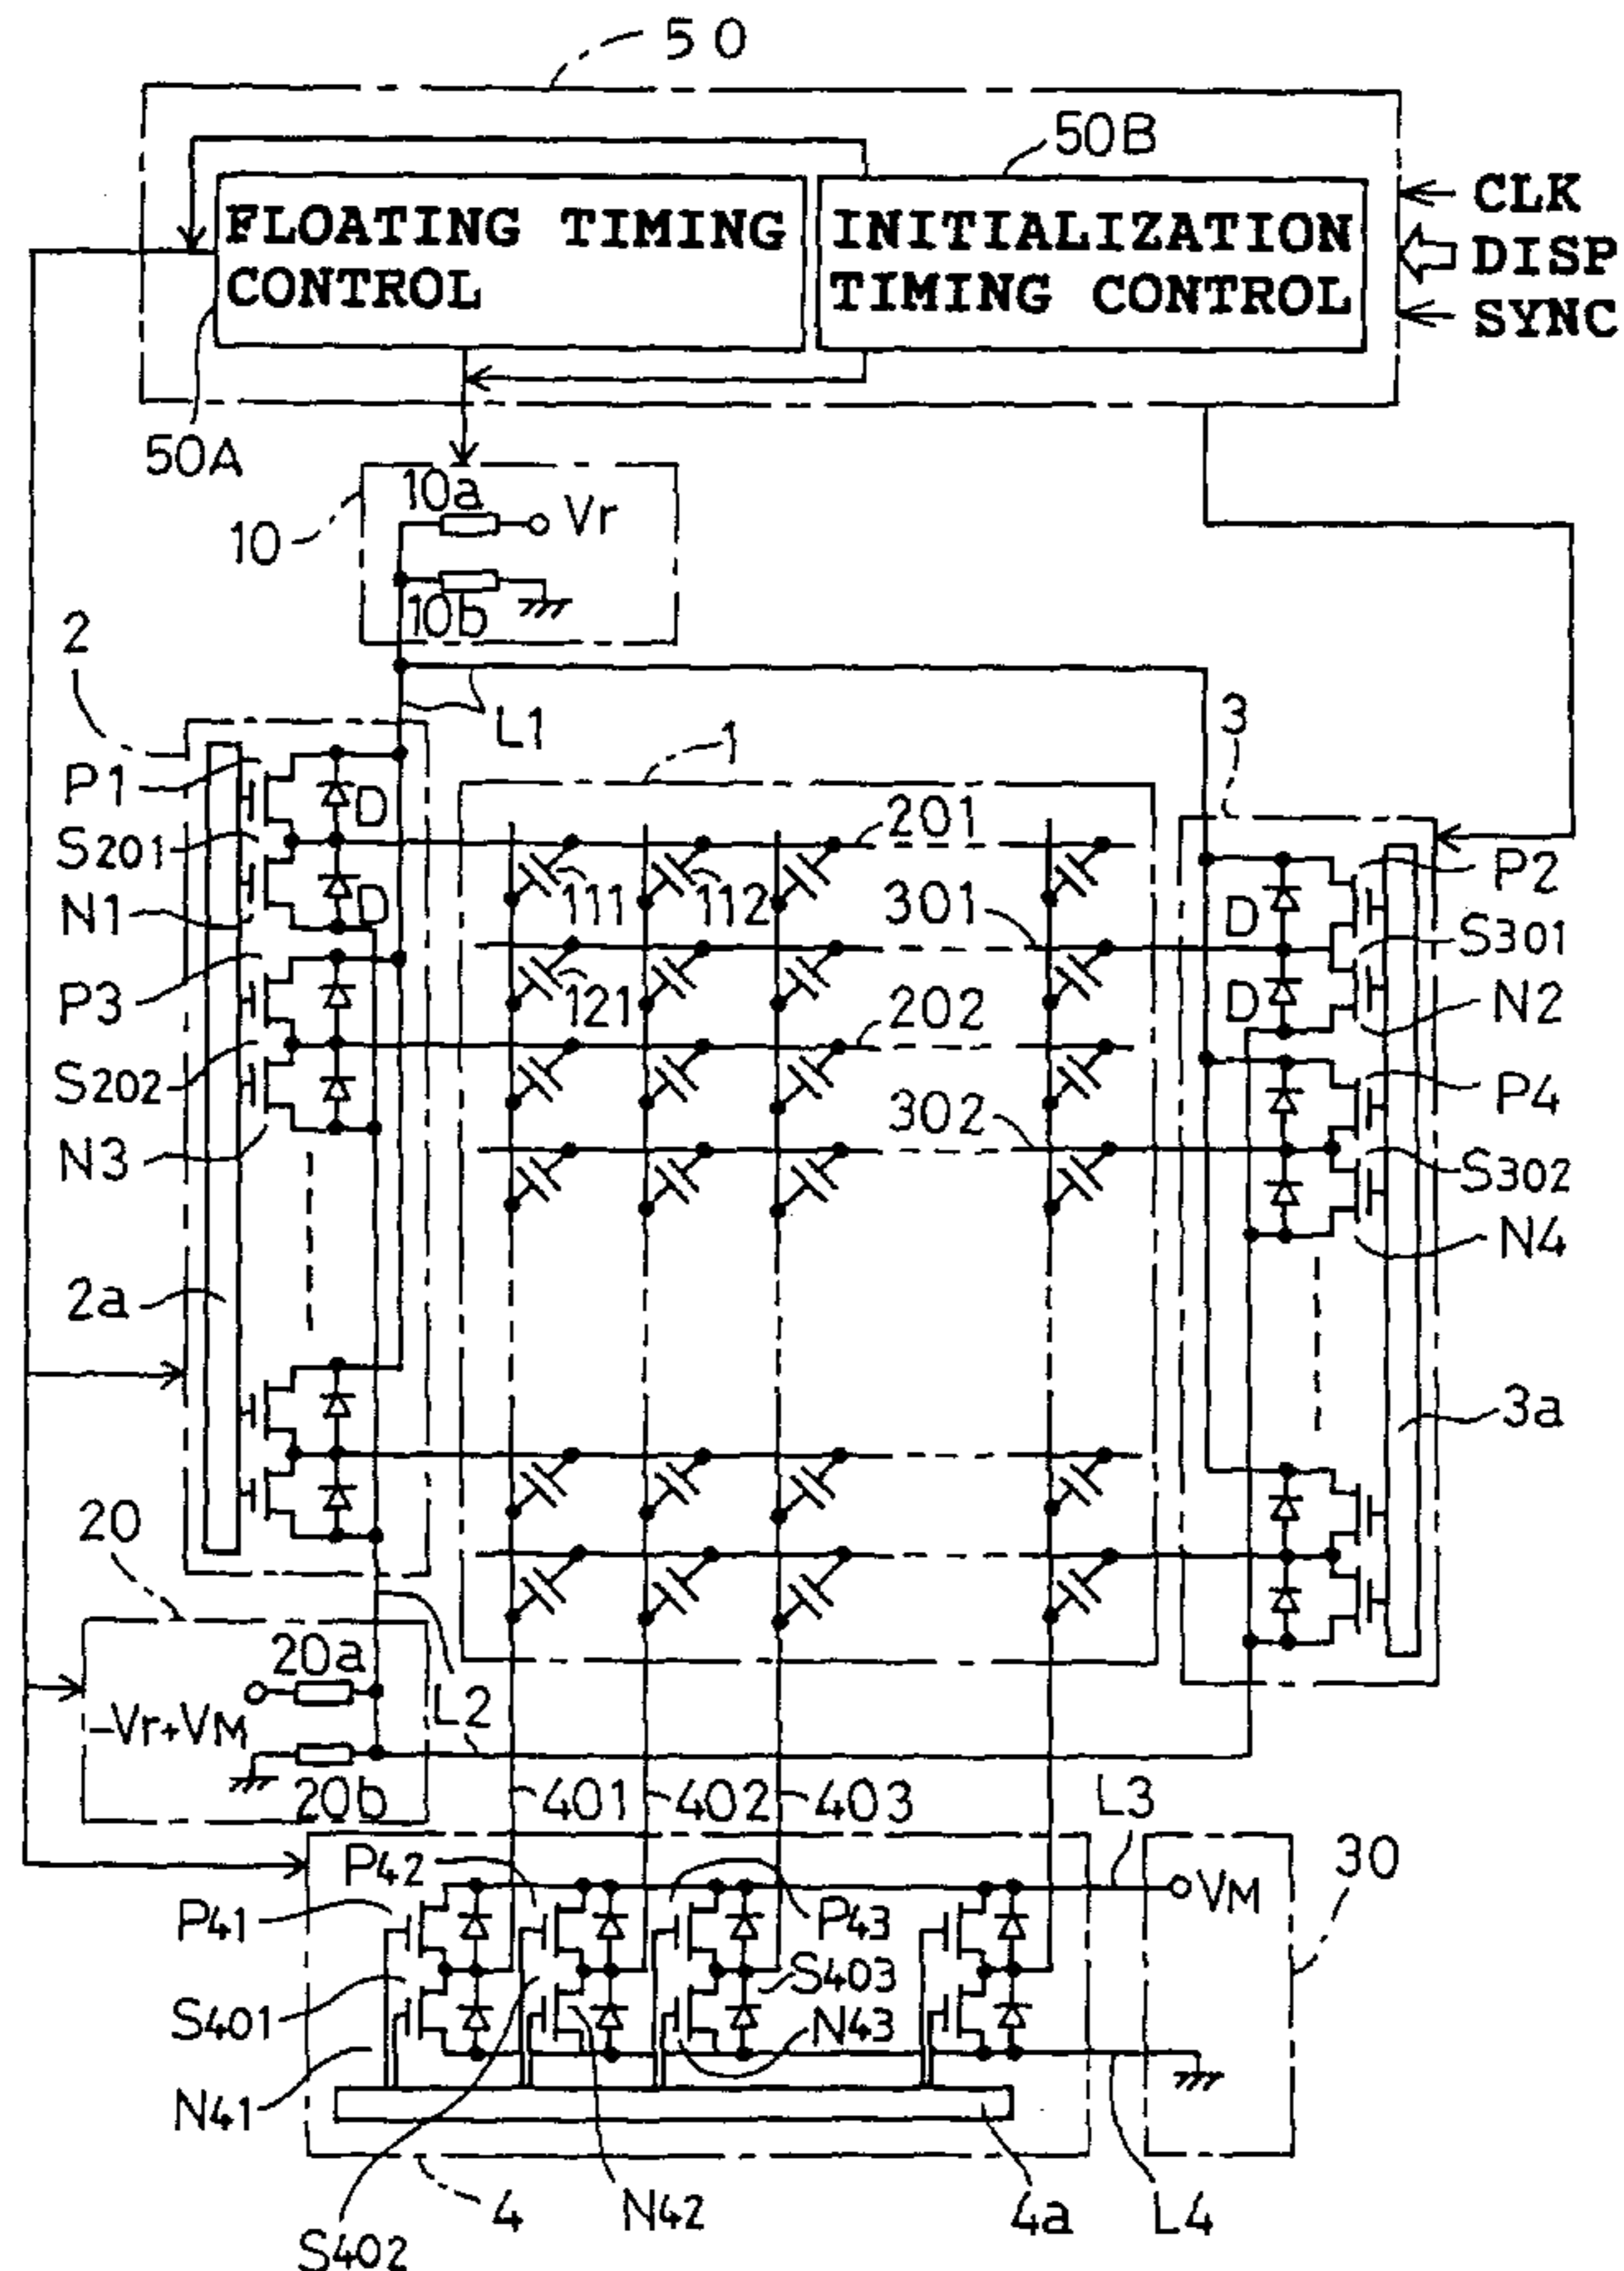 50
50B
FLOATING TIMING
CONTROL
INITIALIZATION
TIMING CONTROL
CLK
DISP
SYNC
50A
10
10a
Vr
10b
2
L1
1
3
P1
D
201
S201
111
112
P2
N1
D
301
D
S301
P3
121
202
D
N2
S202
302
P4
N3
S302
N4
2a
3a
20
20a
-Vr+VM
L2
20b
401
402
403
L3
30
P42
VM
P41
P43
S403
S401
N43
N41
4
N42
4a
L4
S402